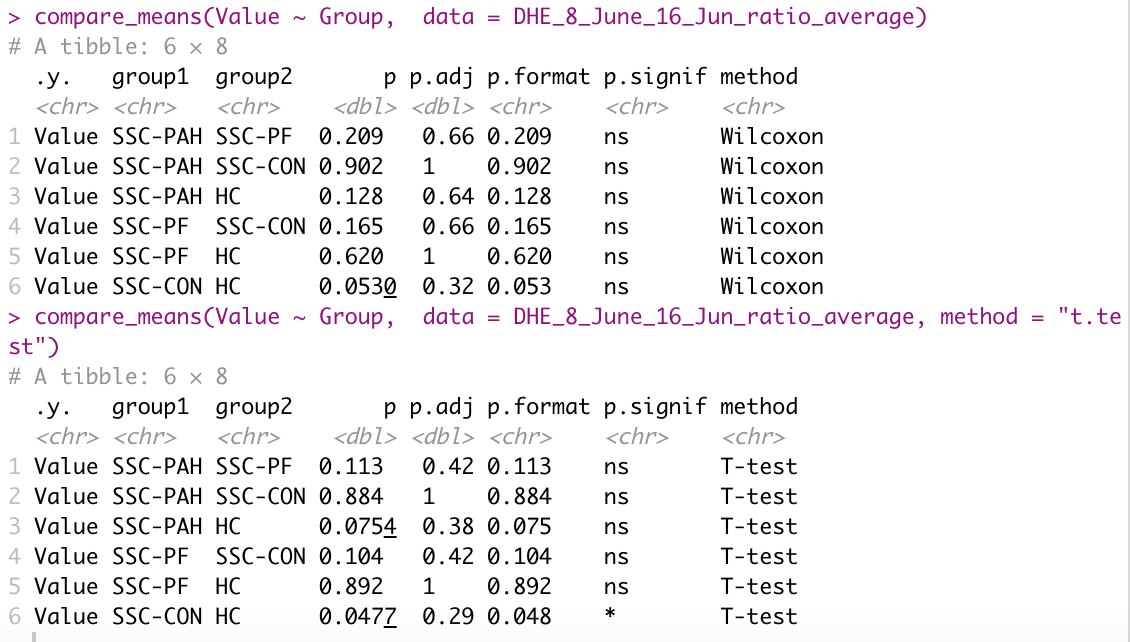 > compare_means(Value ~ Group,  data = DHE_8_June_16_Jun_ratio_average)
# A tibble: 6 × 8
  .y.   group1  group2       p p.adj p.format p.signif method
  <chr> <chr>   <chr>    <dbl> <dbl> <chr>    <chr>    <chr>
1 Value SSC-PAH SSC-PF  0.209   0.66 0.209    ns       Wilcoxon
2 Value SSC-PAH SSC-CON 0.902   1    0.902    ns       Wilcoxon
3 Value SSC-PAH HC      0.128   0.64 0.128    ns       Wilcoxon
4 Value SSC-PF  SSC-CON 0.165   0.66 0.165    ns       Wilcoxon
5 Value SSC-PF  HC      0.620   1    0.620    ns       Wilcoxon
6 Value SSC-CON HC      0.0530  0.32 0.053    ns       Wilcoxon
> compare_means(Value ~ Group,  data = DHE_8_June_16_Jun_ratio_average, method = "t.te
st")
# A tibble: 6 × 8
  .y.   group1  group2       p p.adj p.format p.signif method
  <chr> <chr>   <chr>    <dbl> <dbl> <chr>    <chr>    <chr>
1 Value SSC-PAH SSC-PF  0.113   0.42 0.113    ns       T-test
2 Value SSC-PAH SSC-CON 0.884   1    0.884    ns       T-test
3 Value SSC-PAH HC      0.0754  0.38 0.075    ns       T-test
4 Value SSC-PF  SSC-CON 0.104   0.42 0.104    ns       T-test
5 Value SSC-PF  HC      0.892   1    0.892    ns       T-test
6 Value SSC-CON HC      0.0477  0.29 0.048    *        T-test